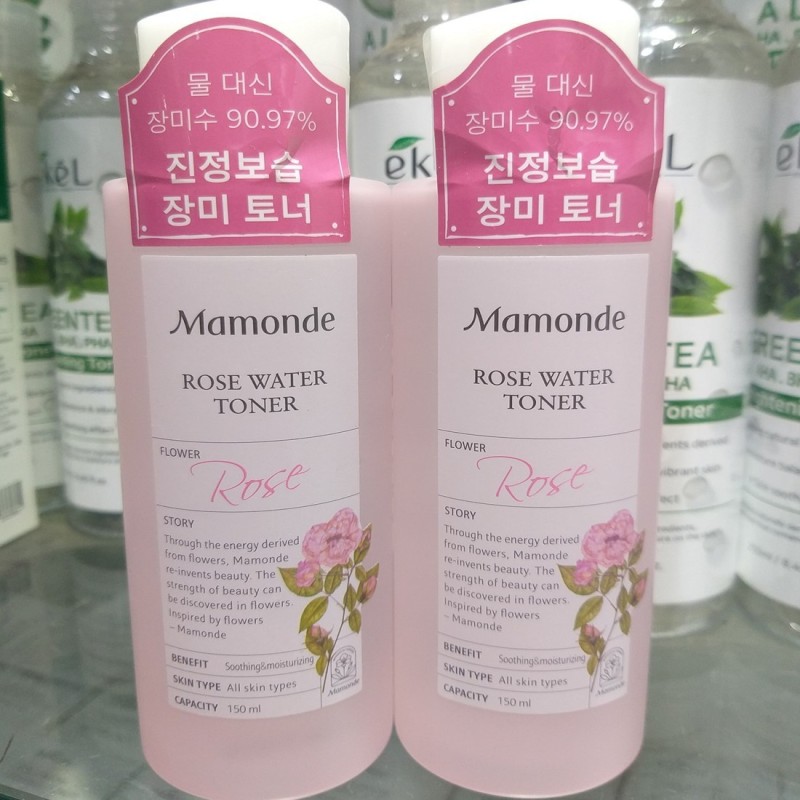 물 대신
장미수 90.97%
진정보습
장미 토너
Mamonde
ROSE WATER
TONER
FLOWER
Rose
STORY
Through the energy derived
from flowers, Mamonde
re-invents beauty. The
strength of beauty can
be discovered in flowers.
Inspired by flowers
– Mamonde
BENEFIT Soothing&moisturizing
SKIN TYPE All skin types
CAPACITY 150 ml
Mamonde
물 대신
장미수 90.97%
진정보습
장미 토너
Mamonde
ROSE WATER
TONER
FLOWER
Rose
STORY
Through the energy derived
from flowers, Mamonde
re-invents beauty. The
strength of beauty can
be discovered in flowers.
Inspired by flowers
– Mamonde
BENEFIT Soothing&moisturizing
SKIN TYPE All skin types
CAPACITY 150 ml
Mamonde